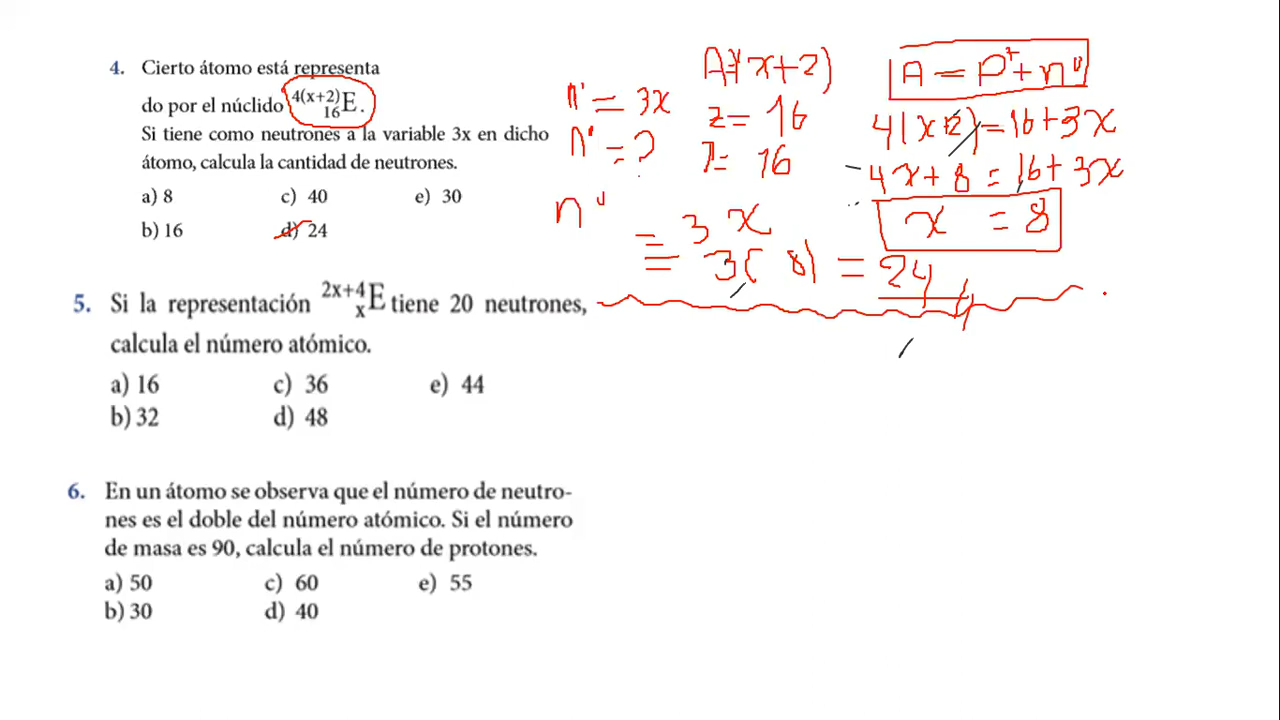 4. Cierto átomo está representa
do por el núclido 4(x+2) 16 E.
Si tiene como neutrones a la variable 3x en dicho
átomo, calcula la cantidad de neutrones.
a) 8 c) 40 e) 30
b) 16 d) 24
A=(x+2)
n° = 3x
z = 16
n° = ?
16
A = P⁺ + n°
4(x+2) = 16 + 3x
4x + 8 = 16 + 3x
x = 8
n°
= 3x
= 3(8) = 24
5. Si la representación 2x+4 x E tiene 20 neutrones,
calcula el número atómico.
a) 16 c) 36 e) 44
b) 32 d) 48
6. En un átomo se observa que el número de neutro-
nes es el doble del número atómico. Si el número
de masa es 90, calcula el número de protones.
a) 50 c) 60 e) 55
b) 30 d) 40